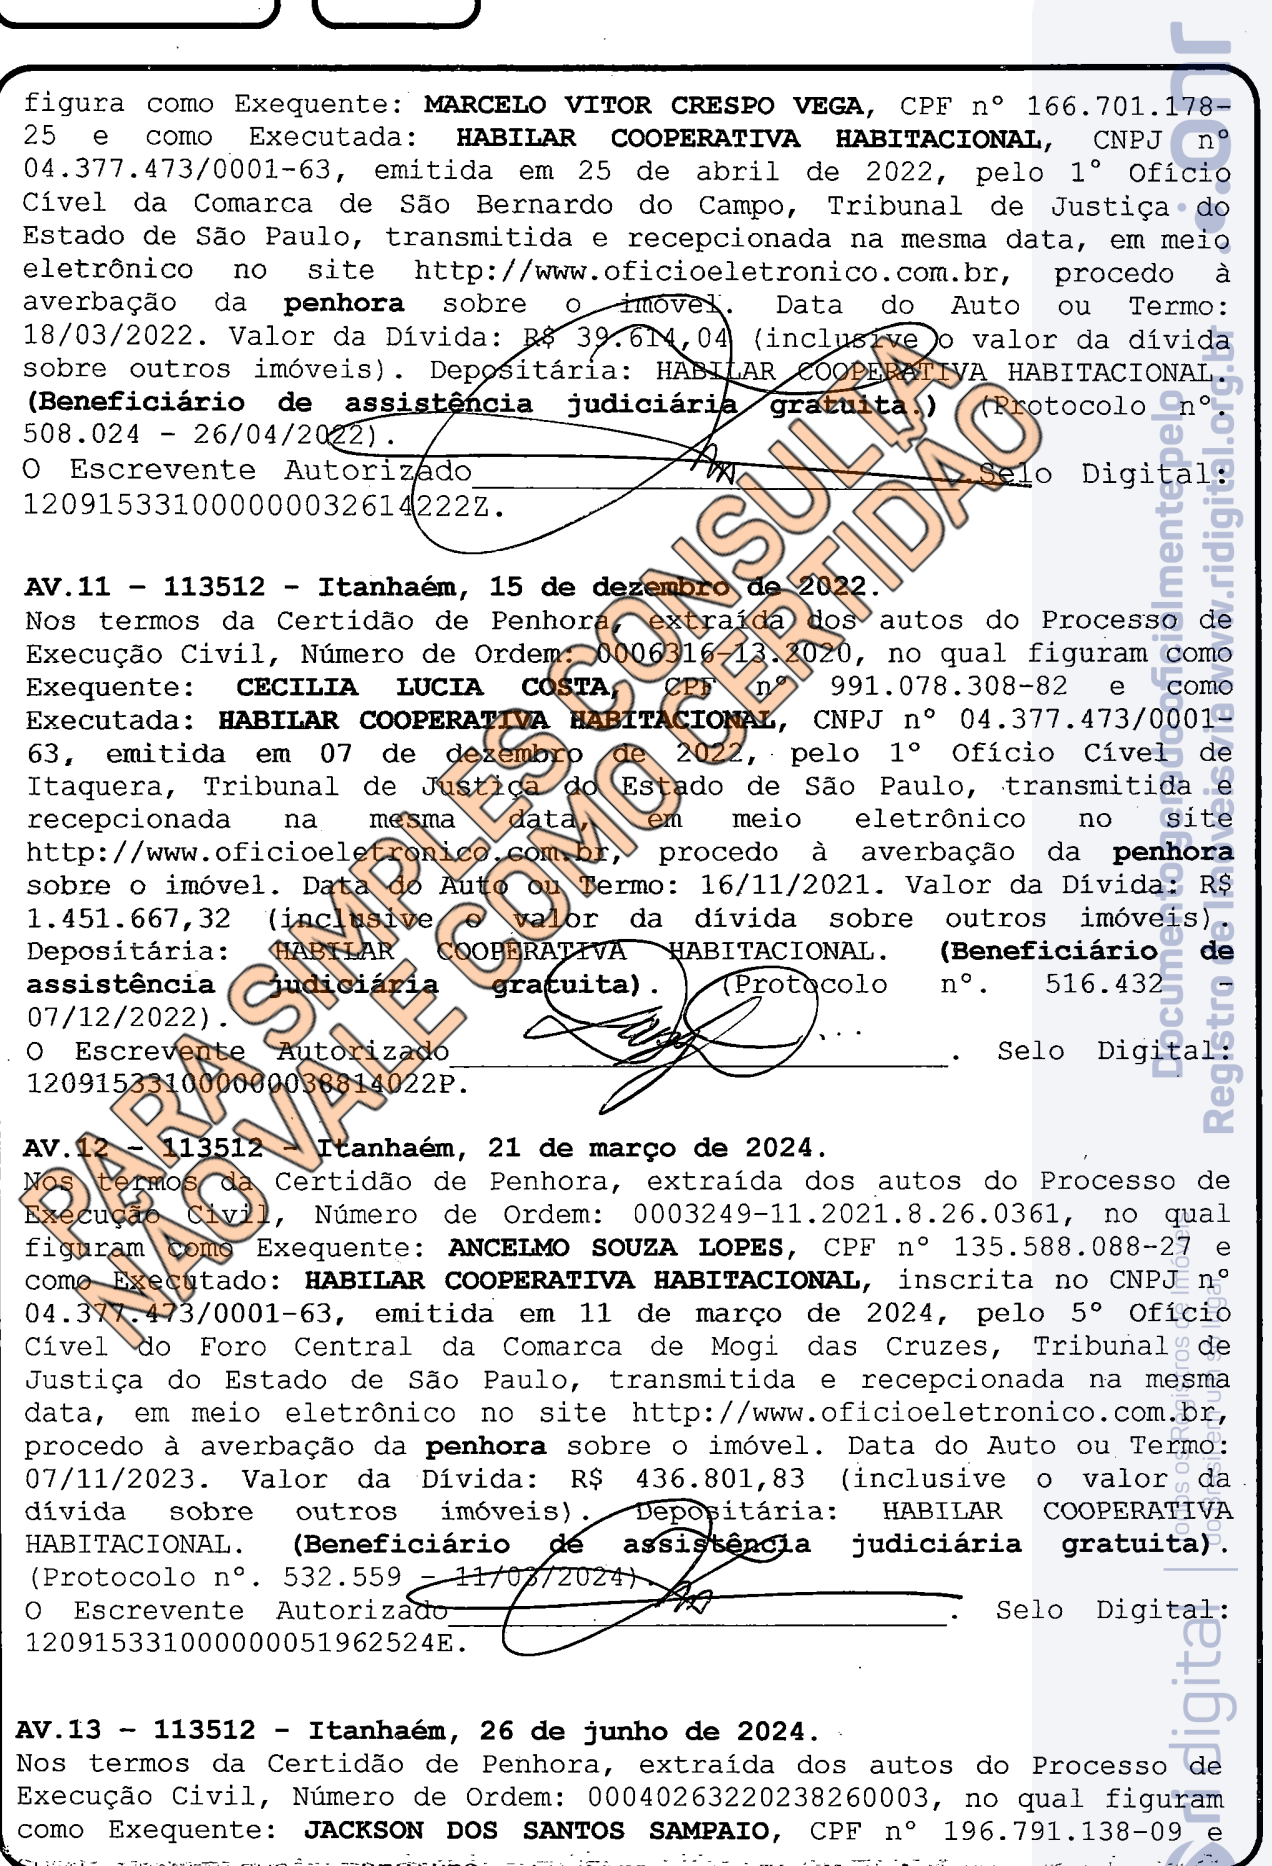 figura como Exequente: MARCELO VITOR CRESPO VEGA, CPF nº 166.701.178-
25 e como Executada: HABILAR COOPERATIVA HABITACIONAL, CNPJ nº
04.377.473/0001-63, emitida em 25 de abril de 2022, pelo 1º Ofício
Cível da Comarca de São Bernardo do Campo, Tribunal de Justiça do
Estado de São Paulo, transmitida e recepcionada na mesma data, em meio
eletrônico no site http://www.oficioeletronico.com.br, procedo à
averbação da penhora sobre o imóvel. Data do Auto ou Termo:
18/03/2022. Valor da Dívida: R$ 39.614,04 (inclusive o valor da dívida
sobre outros imóveis). Depositária: HABILAR COOPERATIVA HABITACIONAL.
(Beneficiário de assistência judiciária gratuita.) (Protocolo nº.
508.024 - 26/04/2022).
O Escrevente Autorizado____________________.Selo Digital:
1209153310000000032614222Z.
AV.11 - 113512 - Itanhaém, 15 de dezembro de 2022.
Nos termos da Certidão de Penhora, extraída dos autos do Processo de
Execução Civil, Número de Ordem: 0006316-13.2020, no qual figuram como
Exequente: CECILIA LUCIA COSTA, CPF nº 991.078.308-82 e como
Executada: HABILAR COOPERATIVA HABITACIONAL, CNPJ nº 04.377.473/0001-
63, emitida em 07 de dezembro de 2022, pelo 1º Ofício Cível de
Itaquera, Tribunal de Justiça do Estado de São Paulo, transmitida e
recepcionada na mesma data, em meio eletrônico no site
http://www.oficioeletronico.com.br, procedo à averbação da penhora
sobre o imóvel. Data do Auto ou Termo: 16/11/2021. Valor da Dívida: R$
1.451.667,32 (inclusive o valor da dívida sobre outros imóveis).
Depositária: HABILAR COOPERATIVA HABITACIONAL. (Beneficiário de
assistência judiciária gratuita). (Protocolo nº. 516.432 -
07/12/2022).
O Escrevente Autorizado____________________. Selo Digital:
1209153310000000038814022P.
AV.12 - 113512 - Itanhaém, 21 de março de 2024.
Nos termos da Certidão de Penhora, extraída dos autos do Processo de
Execução Civil, Número de Ordem: 0003249-11.2021.8.26.0361, no qual
figuram como Exequente: ANCELMO SOUZA LOPES, CPF nº 135.588.088-27 e
como Executado: HABILAR COOPERATIVA HABITACIONAL, inscrita no CNPJ nº
04.377.473/0001-63, emitida em 11 de março de 2024, pelo 5º Ofício
Cível do Foro Central da Comarca de Mogi das Cruzes, Tribunal de
Justiça do Estado de São Paulo, transmitida e recepcionada na mesma
data, em meio eletrônico no site http://www.oficioeletronico.com.br,
procedo à averbação da penhora sobre o imóvel. Data do Auto ou Termo:
07/11/2023. Valor da Dívida: R$ 436.801,83 (inclusive o valor da
dívida sobre outros imóveis). Depositária: HABILAR COOPERATIVA
HABITACIONAL. (Beneficiário de assistência judiciária gratuita).
(Protocolo nº. 532.559 - 11/03/2024).
O Escrevente Autorizado____________________. Selo Digital:
120915331000000051962524E.
AV.13 - 113512 - Itanhaém, 26 de junho de 2024.
Nos termos da Certidão de Penhora, extraída dos autos do Processo de
Execução Civil, Número de Ordem: 00040263220238260003, no qual figuram
como Exequente: JACKSON DOS SANTOS SAMPAIO, CPF nº 196.791.138-09 e
PARA SIMPLES CONSULTA
NÃO VALE COMO CERTIDÃO
Documento gerado oficialmente pelo
Registro de Imóveis via www.ridigital.org.br
Todos os Registros de Imóveis
do Brasil em um só lugar
ri digital
onr